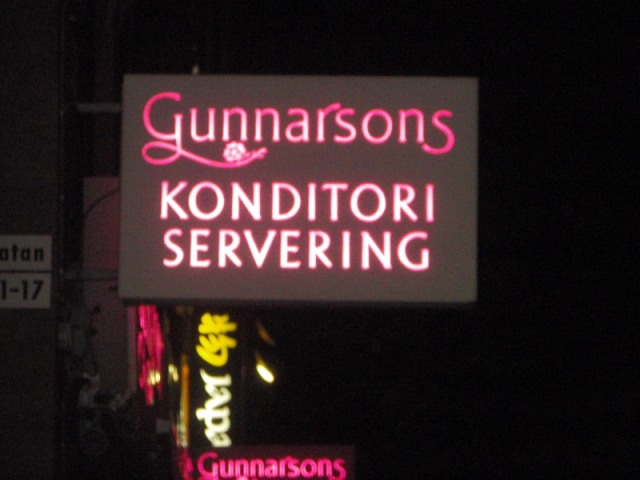 Gunnarsons
KONDITORI
SERVERING
atan
1-17
Gunnarsons